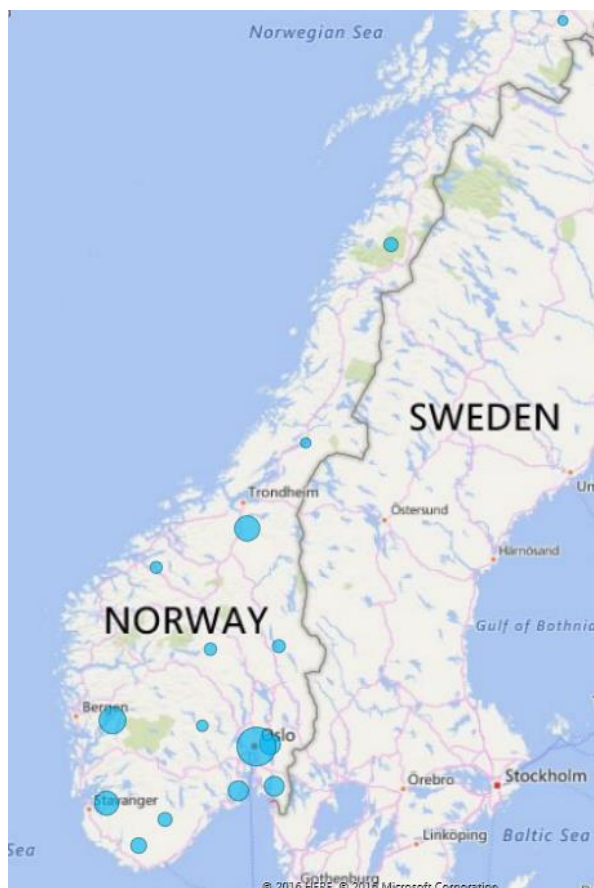 Norwegian Sea
SWEDEN
Trondheim
Östersund
Härnösand
NORWAY
Gulf of Bothnia
Bergen
Oslo
Stavanger
Örebro
Stockholm
Linköping
Baltic Sea
Sea
Gothenburg
© 2016 HERE, © 2016 Microsoft Corporation